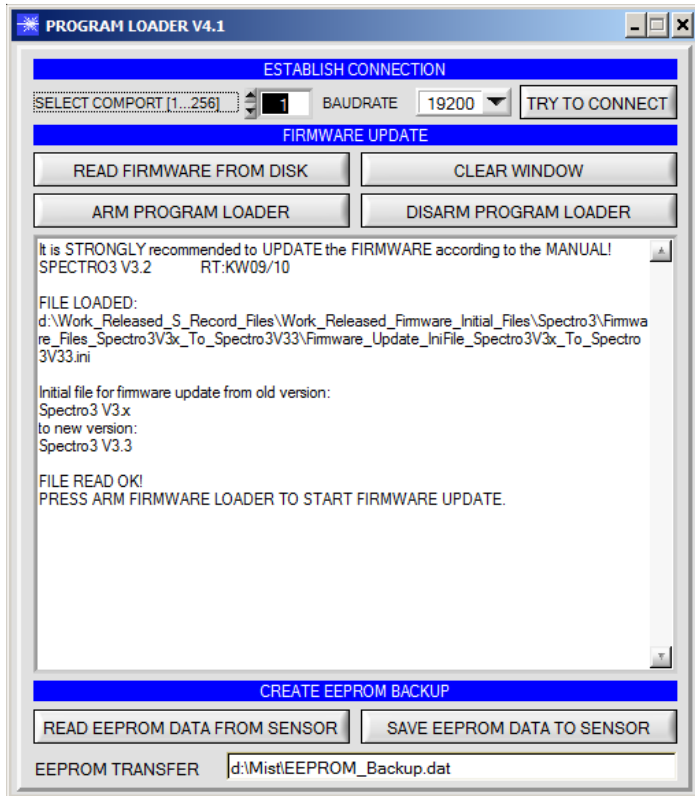 PROGRAM LOADER V4.1
ESTABLISH CONNECTION
SELECT COMPORT [1...256] 1 BAUDRATE 19200 TRY TO CONNECT
FIRMWARE UPDATE
READ FIRMWARE FROM DISK CLEAR WINDOW
ARM PROGRAM LOADER DISARM PROGRAM LOADER
It is STRONGLY recommended to UPDATE the FIRMWARE according to the MANUAL!
SPECTRO3 V3.2 RT:KW09/10
FILE LOADED:
d:\Work_Released_S_Record_Files\Work_Released_Firmware_Initial_Files\Spectro3\Firmwa
re_Files_Spectro3V3x_To_Spectro3V33\Firmware_Update_IniFile_Spectro3V3x_To_Spectro
3V33.ini
Initial file for firmware update from old version:
Spectro3 V3.x
to new version:
Spectro3 V3.3
FILE READ OK!
PRESS ARM FIRMWARE LOADER TO START FIRMWARE UPDATE.
CREATE EEPROM BACKUP
READ EEPROM DATA FROM SENSOR SAVE EEPROM DATA TO SENSOR
EEPROM TRANSFER d:\Mist\EEPROM_Backup.dat